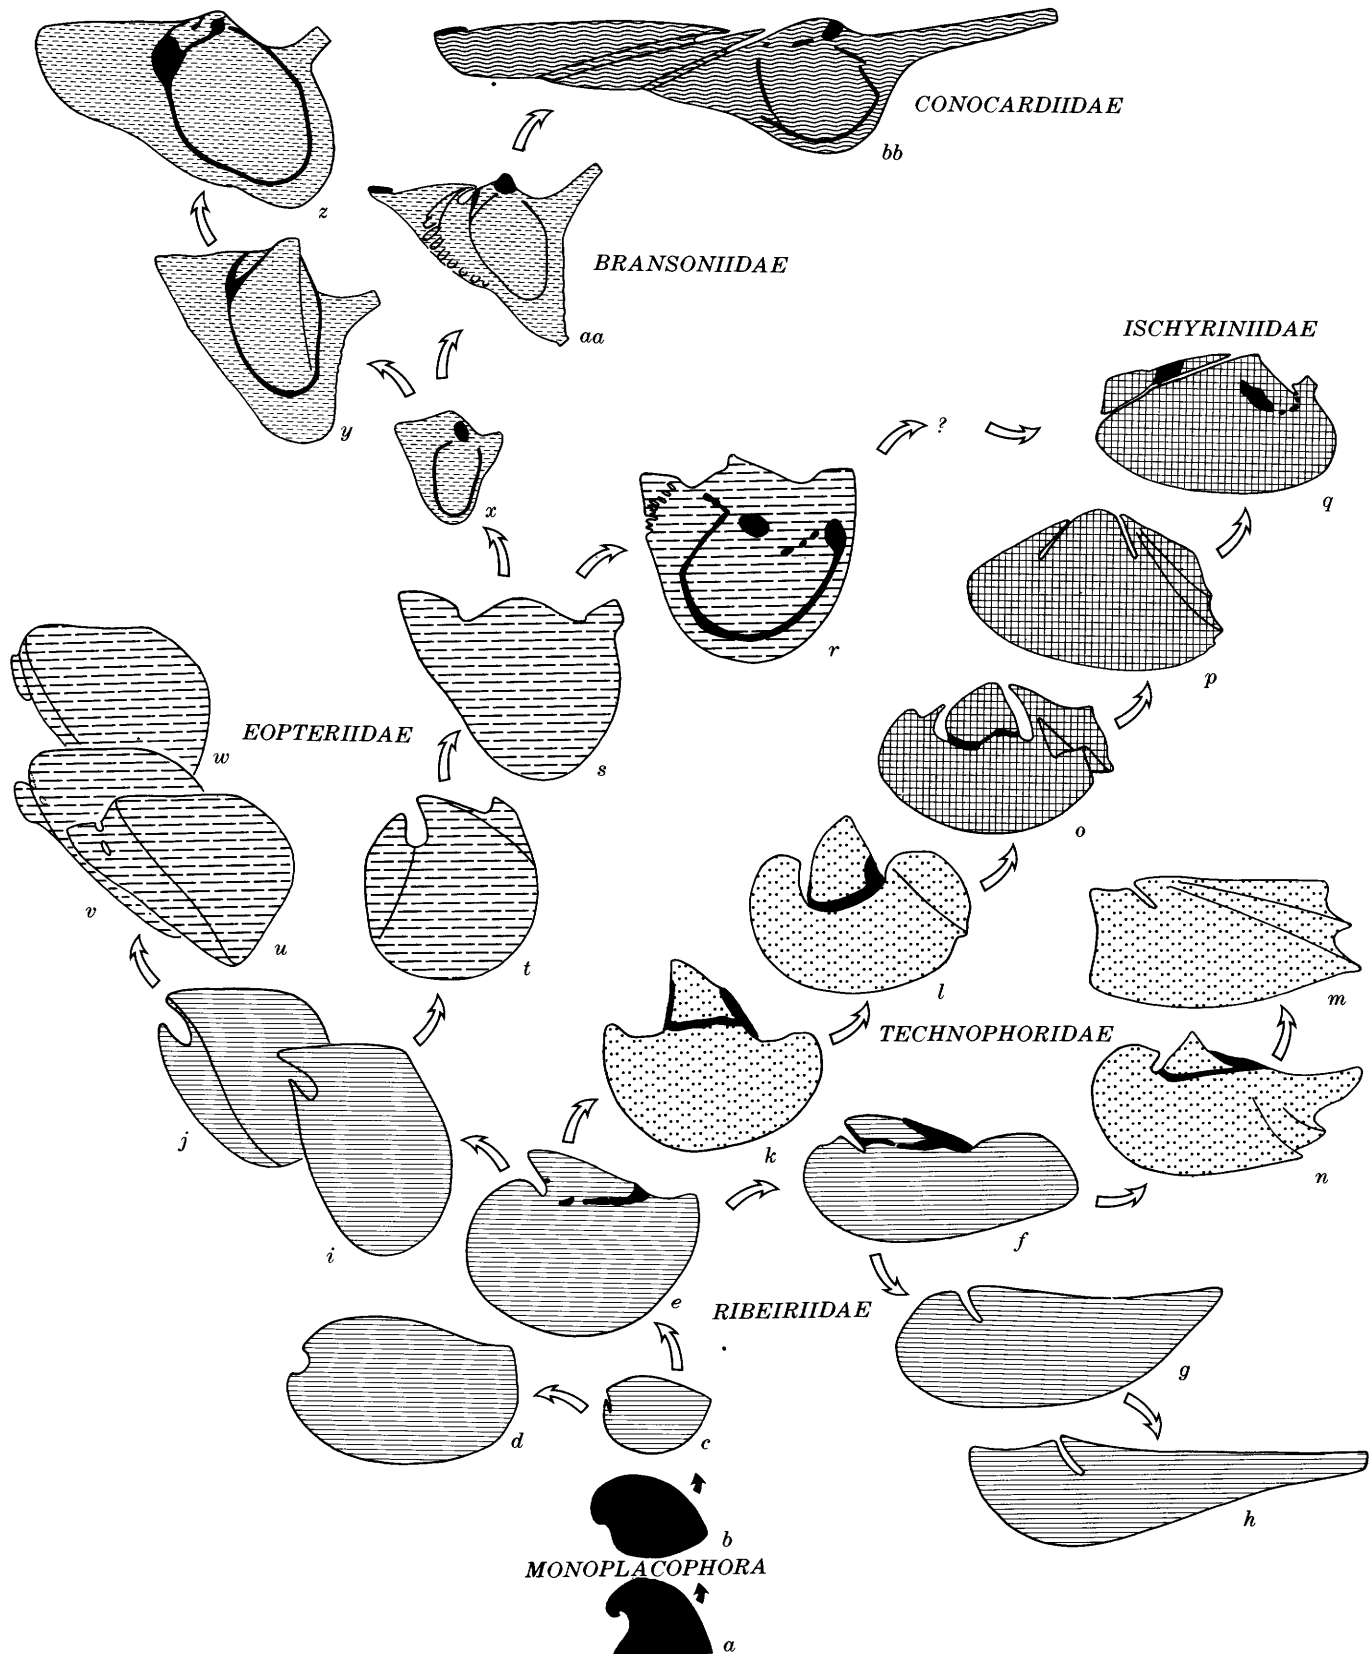 CONOCARDIIDAE
bb
z
BRANSONIIDAE
aa
ISCHYRINIIDAE
y
?
q
x
r
p
EOPTERIIDAE
w
s
o
v
u
t
l
m
TECHNOPHORIDAE
j
k
n
i
f
e
RIBEIRIIDAE
g
d
c
h
b
MONOPLACOPHORA
a